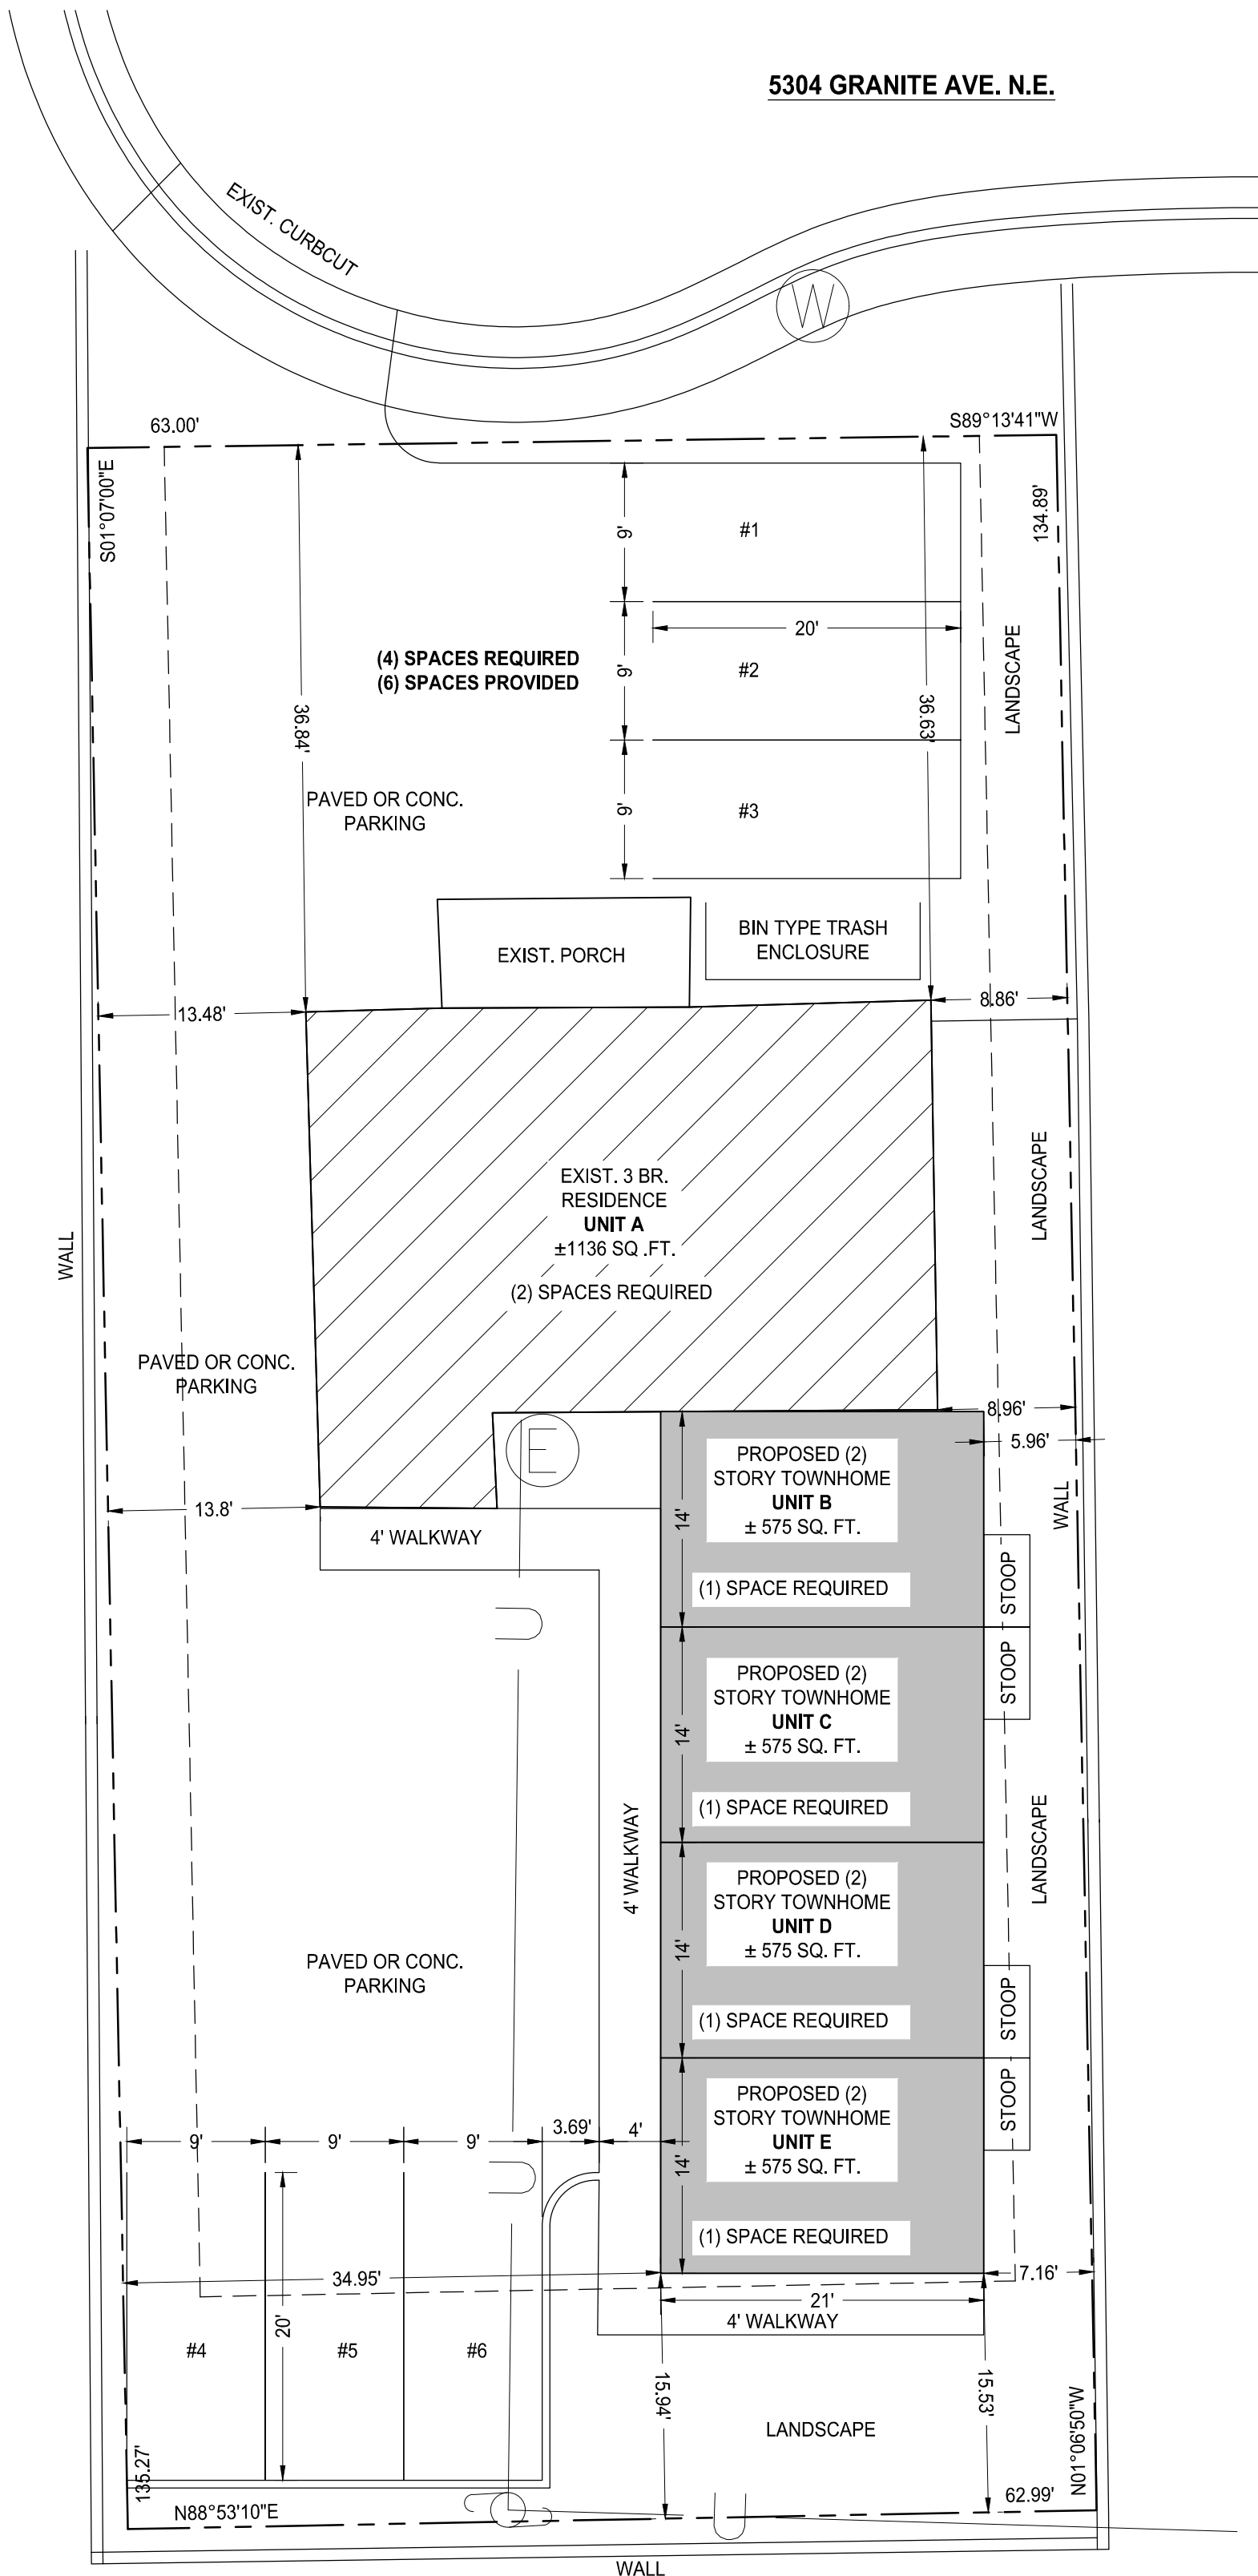 5304 GRANITE AVE. N.E.
EXIST. CURBCUT
W
63.00'
S89°13'41"W
S01°07'00"E
134.89'
9'
#1
20'
(4) SPACES REQUIRED
(6) SPACES PROVIDED
9'
#2
LANDSCAPE
36.84'
36.63'
PAVED OR CONC.
PARKING
9'
#3
EXIST. PORCH
BIN TYPE TRASH
ENCLOSURE
13.48'
8.86'
EXIST. 3 BR.
RESIDENCE
UNIT A
±1136 SQ .FT.
(2) SPACES REQUIRED
LANDSCAPE
WALL
PAVED OR CONC.
PARKING
8.96'
5.96'
E
13.8'
4' WALKWAY
14'
PROPOSED (2)
STORY TOWNHOME
UNIT B
± 575 SQ. FT.
(1) SPACE REQUIRED
WALL
STOOP
STOOP
14'
PROPOSED (2)
STORY TOWNHOME
UNIT C
± 575 SQ. FT.
(1) SPACE REQUIRED
4' WALKWAY
LANDSCAPE
14'
PROPOSED (2)
STORY TOWNHOME
UNIT D
± 575 SQ. FT.
(1) SPACE REQUIRED
PAVED OR CONC.
PARKING
STOOP
STOOP
14'
PROPOSED (2)
STORY TOWNHOME
UNIT E
± 575 SQ. FT.
(1) SPACE REQUIRED
9'
9'
9'
3.69'
4'
34.95'
7.16'
21'
4' WALKWAY
20'
#4
#5
#6
15.94'
15.53'
LANDSCAPE
N01°06'50"W
135.27'
N88°53'10"E
62.99'
WALL